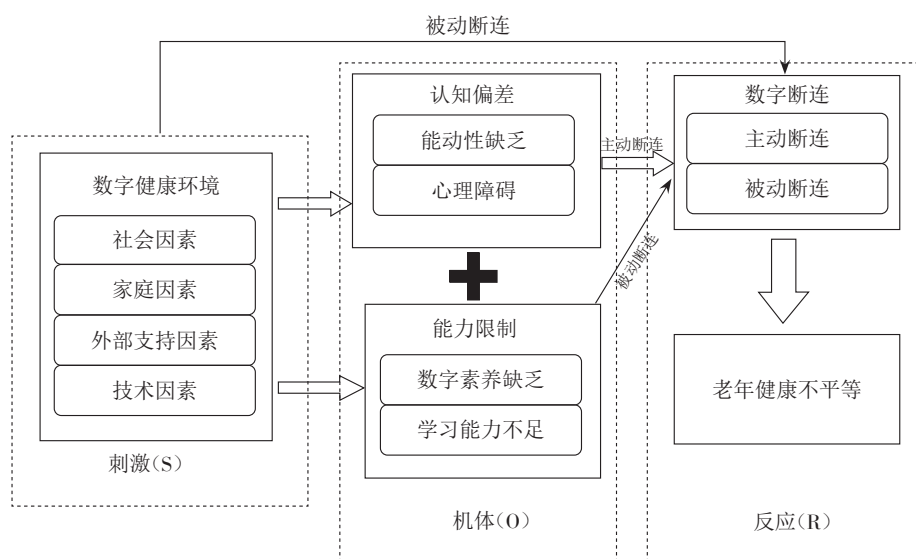 被动断连
数字健康环境
社会因素
家庭因素
外部支持因素
技术因素
刺激(S)
认知偏差
能动性缺乏
心理障碍
能力限制
数字素养缺乏
学习能力不足
机体(O)
主动断连
被动断连
数字断连
主动断连
被动断连
老年健康不平等
反应(R)